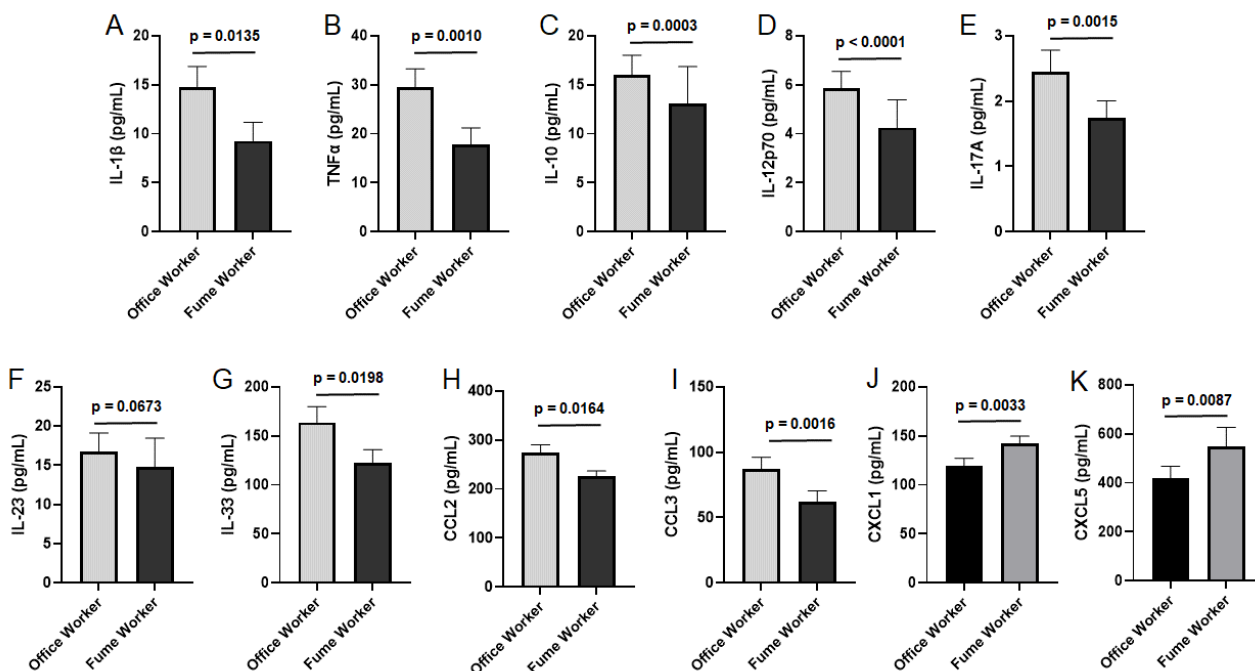 A
p = 0.0135
IL-1β (pg/mL)
20
15
10
5
0
Office Worker
Fume Worker
B
p = 0.0010
TNFα (pg/mL)
40
30
20
10
0
Office Worker
Fume Worker
C
p = 0.0003
IL-10 (pg/mL)
20
15
10
5
0
Office Worker
Fume Worker
D
p < 0.0001
IL-12p70 (pg/mL)
8
6
4
2
0
Office Worker
Fume Worker
E
p = 0.0015
IL-17A (pg/mL)
3
2
1
0
Office Worker
Fume Worker
F
p = 0.0673
IL-23 (pg/mL)
25
20
15
10
5
0
Office Worker
Fume Worker
G
p = 0.0198
IL-33 (pg/mL)
200
150
100
50
0
Office Worker
Fume Worker
H
p = 0.0164
CCL2 (pg/mL)
400
300
200
100
0
Office Worker
Fume Worker
I
p = 0.0016
CCL3 (pg/mL)
150
100
50
0
Office Worker
Fume Worker
J
p = 0.0033
CXCL1 (pg/mL)
200
150
100
50
0
Office Worker
Fume Worker
K
p = 0.0087
CXCL5 (pg/mL)
800
600
400
200
0
Office Worker
Fume Worker